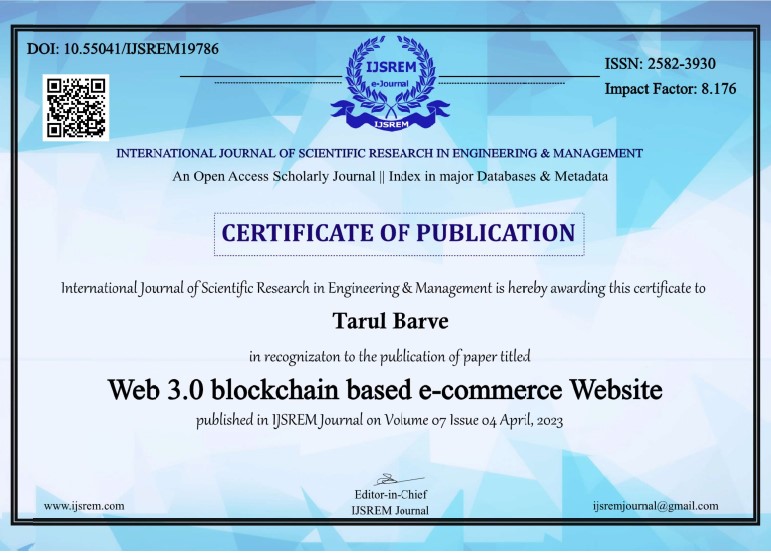 DOI: 10.55041/IJSREM19786
IJSREM
e-Journal
IJSREM
ISSN: 2582-3930
Impact Factor: 8.176
INTERNATIONAL JOURNAL OF SCIENTIFIC RESEARCH IN ENGINEERING & MANAGEMENT
An Open Access Scholarly Journal || Index in major Databases & Metadata
CERTIFICATE OF PUBLICATION
International Journal of Scientific Research in Engineering & Management is hereby awarding this certificate to
Tarul Barve
in recognizaton to the publication of paper titled
Web 3.0 blockchain based e-commerce Website
published in IJSREM Journal on Volume 07 Issue 04 April, 2023
Editor-in-Chief
IJSREM Journal
www.ijsrem.com
ijsremjournal@gmail.com